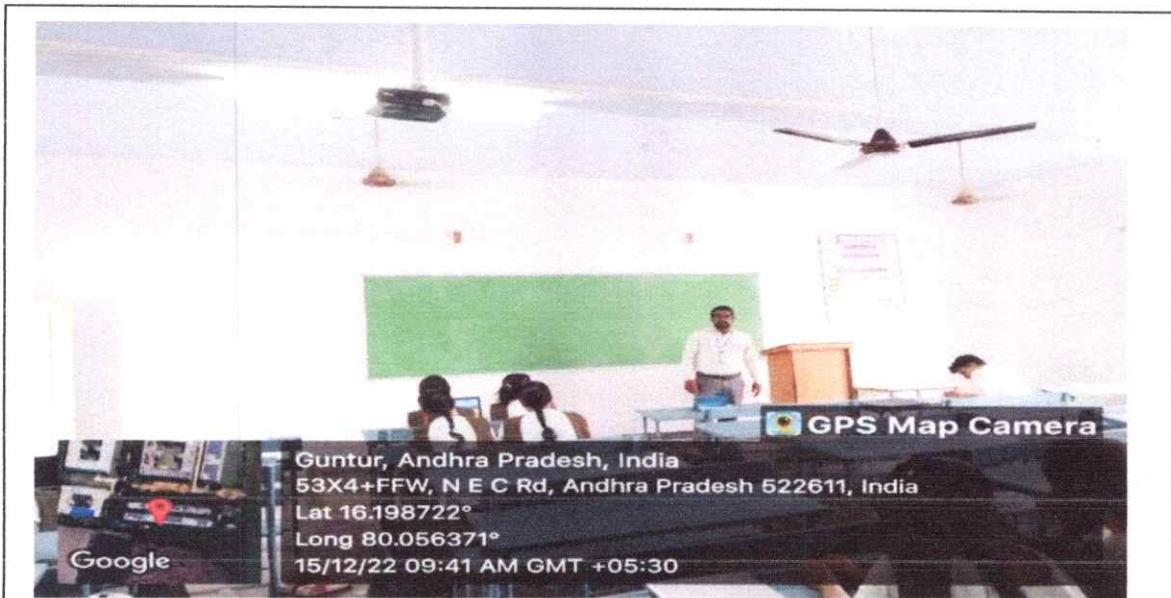 GPS Map Camera
Guntur, Andhra Pradesh, India
53X4+FFW, N E C Rd, Andhra Pradesh 522611, India
Lat 16.198722°
Long 80.056371°
15/12/22 09:41 AM GMT +05:30
Google